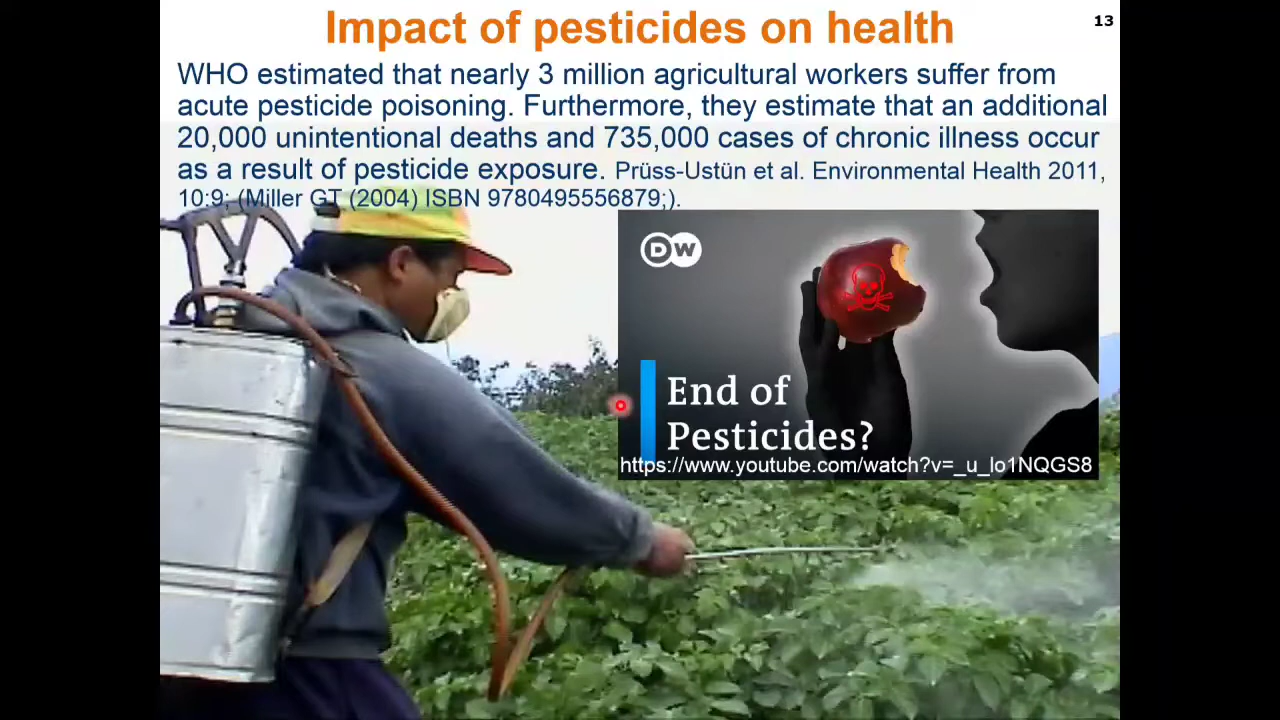 Impact of pesticides on health
13
WHO estimated that nearly 3 million agricultural workers suffer from
acute pesticide poisoning. Furthermore, they estimate that an additional
20,000 unintentional deaths and 735,000 cases of chronic illness occur
as a result of pesticide exposure. Prüss-Ustün et al. Environmental Health 2011,
10:9; (Miller GT (2004) ISBN 9780495556879;).
DW
End of
Pesticides?
https://www.youtube.com/watch?v=_u_lo1NQGS8